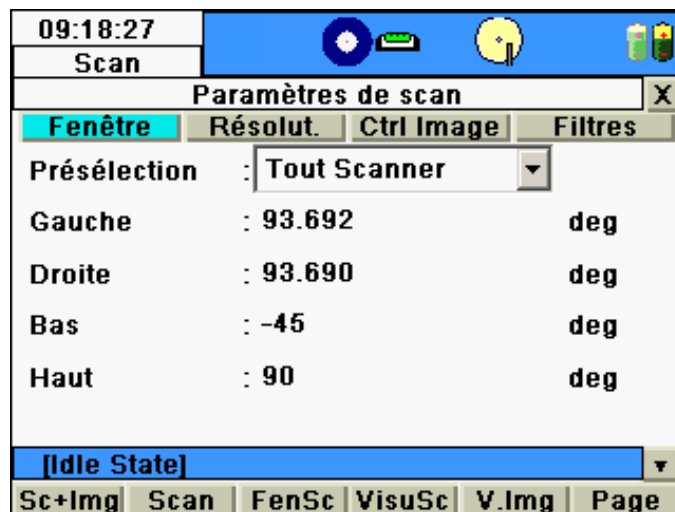 09:18:27
Scan
Paramètres de scan X
Fenêtre Résolut. Ctrl Image Filtres
Présélection : Tout Scanner
Gauche : 93.692 deg
Droite : 93.690 deg
Bas : -45 deg
Haut : 90 deg
[Idle State]
Sc+Img Scan FenSc VisuSc V.Img Page